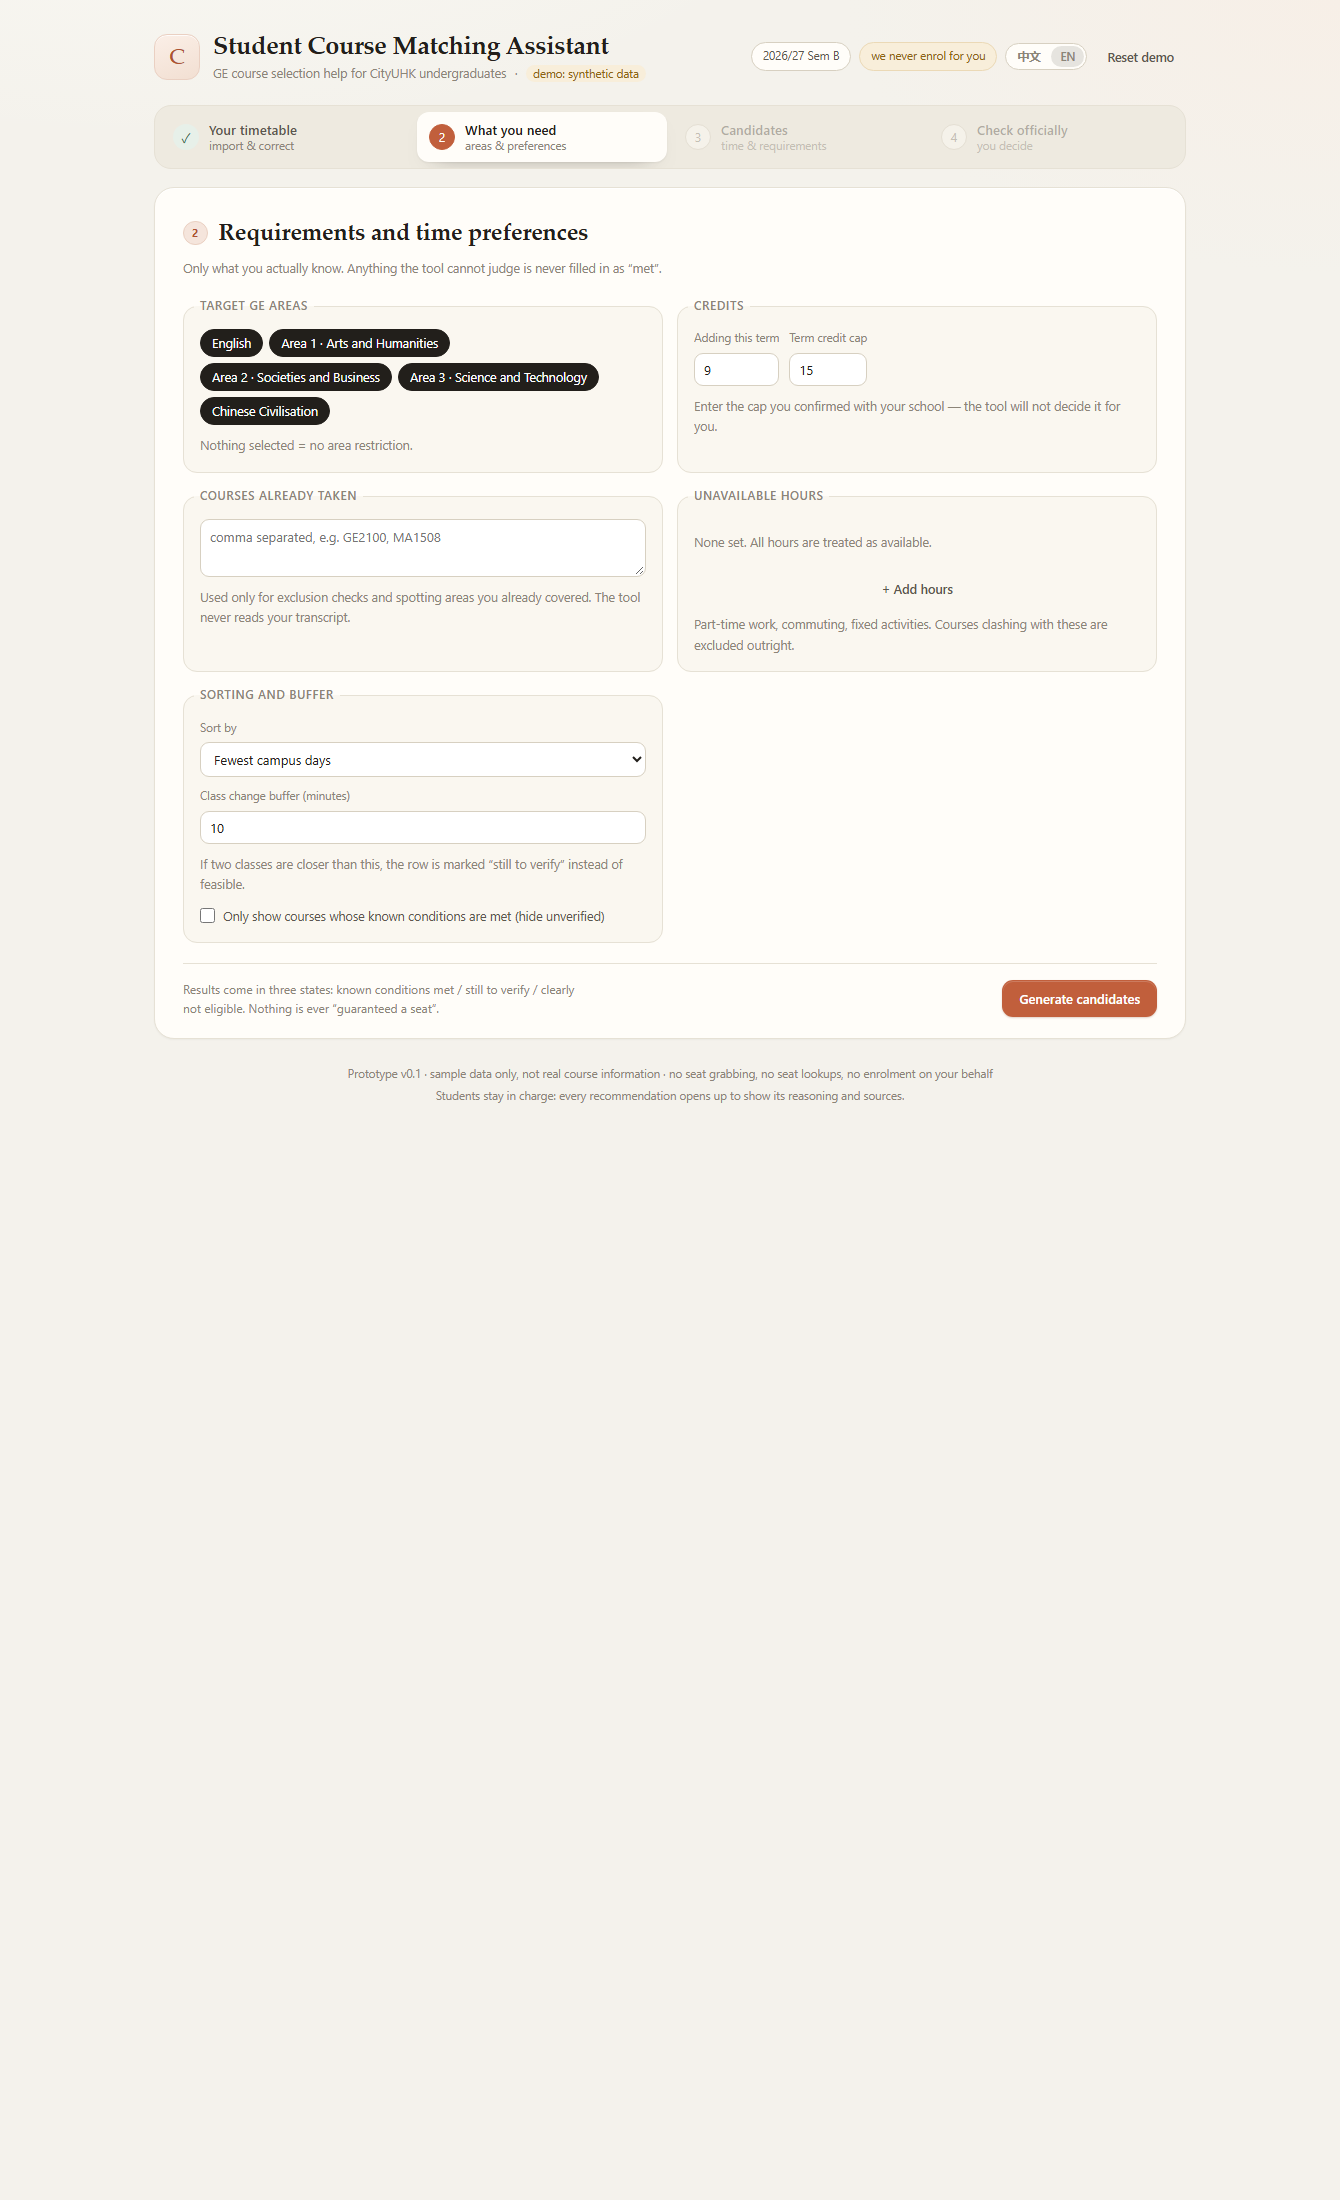 C
Student Course Matching Assistant
GE course selection help for CityUHK undergraduates · demo: synthetic data
2026/27 Sem B
we never enrol for you
中文 EN
Reset demo
✓ Your timetable
import & correct
2 What you need
areas & preferences
3 Candidates
time & requirements
4 Check officially
you decide
2 Requirements and time preferences
Only what you actually know. Anything the tool cannot judge is never filled in as “met”.
TARGET GE AREAS
English
Area 1 · Arts and Humanities
Area 2 · Societies and Business
Area 3 · Science and Technology
Chinese Civilisation
Nothing selected = no area restriction.
CREDITS
Adding this term Term credit cap
9 15
Enter the cap you confirmed with your school — the tool will not decide it for
you.
COURSES ALREADY TAKEN
comma separated, e.g. GE2100, MA1508
Used only for exclusion checks and spotting areas you already covered. The tool
never reads your transcript.
UNAVAILABLE HOURS
None set. All hours are treated as available.
+ Add hours
Part-time work, commuting, fixed activities. Courses clashing with these are
excluded outright.
SORTING AND BUFFER
Sort by
Fewest campus days
Class change buffer (minutes)
10
If two classes are closer than this, the row is marked “still to verify” instead of
feasible.
Only show courses whose known conditions are met (hide unverified)
Results come in three states: known conditions met / still to verify / clearly
not eligible. Nothing is ever “guaranteed a seat”.
Generate candidates
Prototype v0.1 · sample data only, not real course information · no seat grabbing, no seat lookups, no enrolment on your behalf
Students stay in charge: every recommendation opens up to show its reasoning and sources.